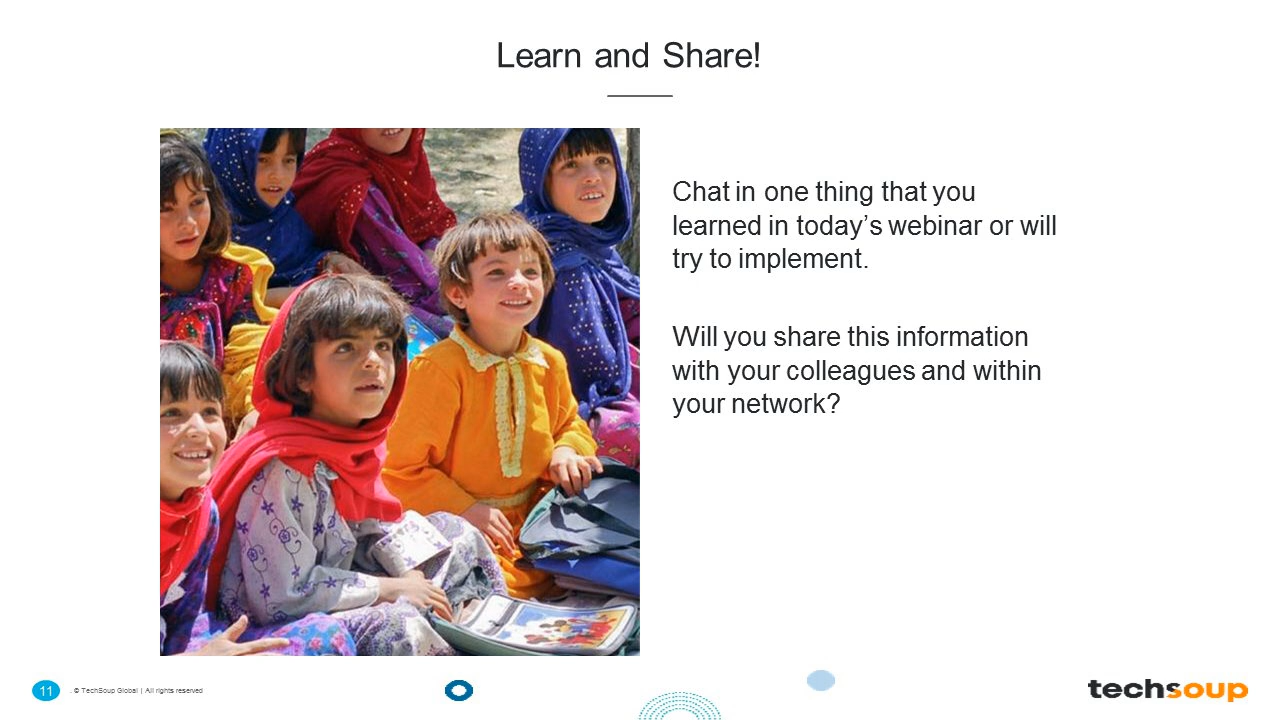 Learn and Share!
Chat in one thing that you
learned in today’s webinar or will
try to implement.
Will you share this information
with your colleagues and within
your network?
11
. © TechSoup Global | All rights reserved
techsoup